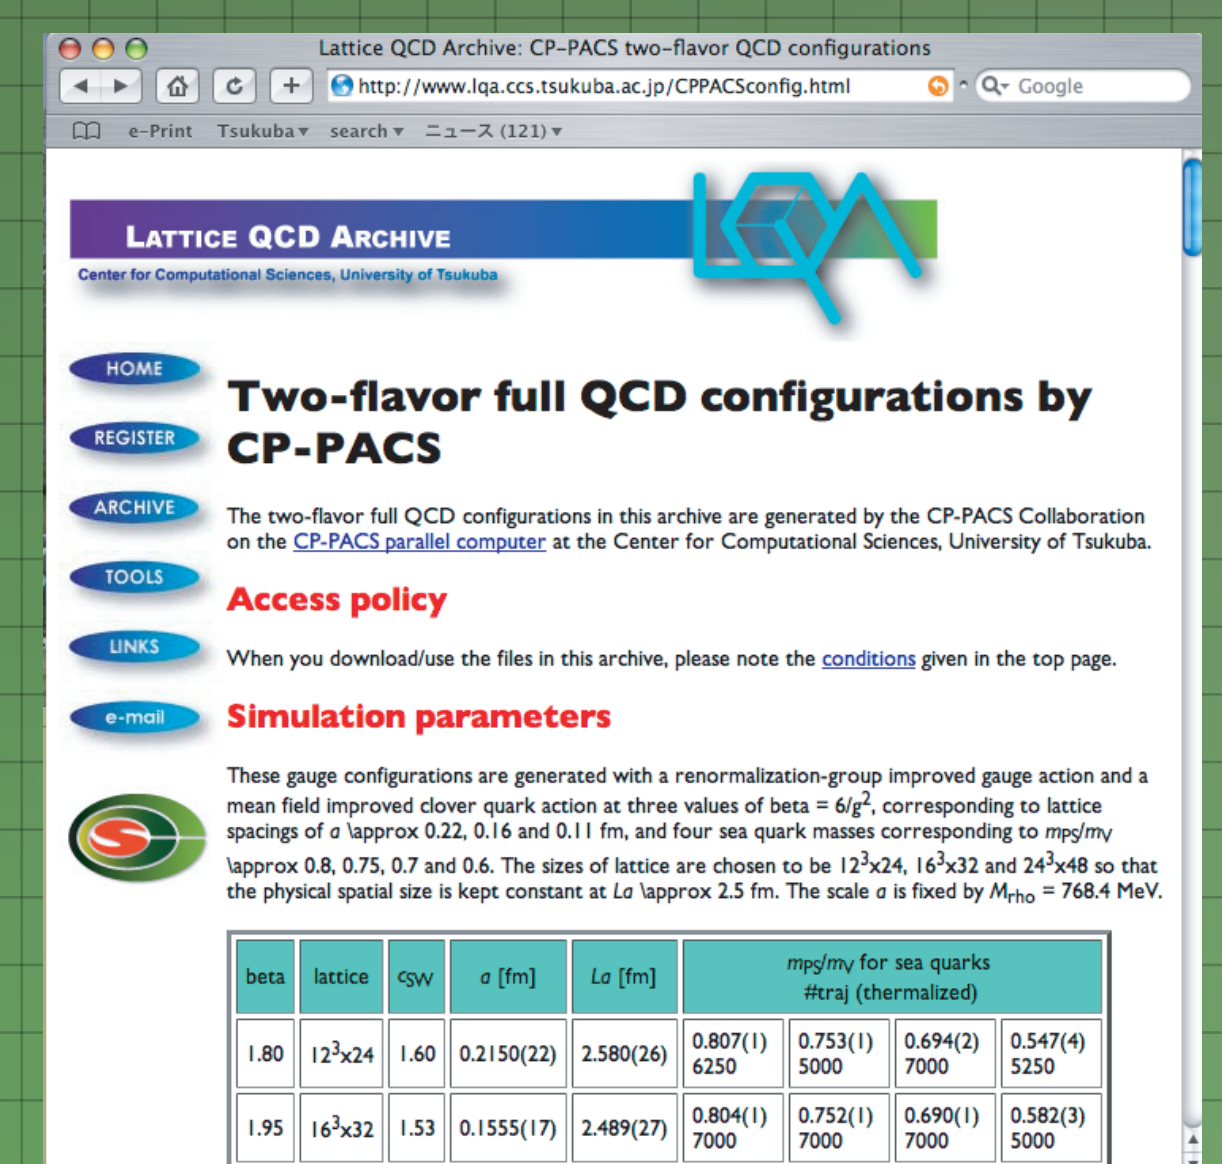 Lattice QCD Archive: CP-PACS two-flavor QCD configurations
http://www.lqa.ccs.tsukuba.ac.jp/CPPACSconfig.html
Google
e-Print Tsukuba▼ search▼ ニュース (121)▼
LATTICE QCD ARCHIVE
LQA
Center for Computational Sciences, University of Tsukuba
HOME
REGISTER
ARCHIVE
TOOLS
LINKS
e-mail
Two-flavor full QCD configurations by
CP-PACS
The two-flavor full QCD configurations in this archive are generated by the CP-PACS Collaboration
on the CP-PACS parallel computer at the Center for Computational Sciences, University of Tsukuba.
Access policy
When you download/use the files in this archive, please note the conditions given in the top page.
Simulation parameters
These gauge configurations are generated with a renormalization-group improved gauge action and a
mean field improved clover quark action at three values of beta = 6/g², corresponding to lattice
spacings of a \approx 0.22, 0.16 and 0.11 fm, and four sea quark masses corresponding to mPS/mV
\approx 0.8, 0.75, 0.7 and 0.6. The sizes of lattice are chosen to be 12³x24, 16³x32 and 24³x48 so that
the physical spatial size is kept constant at La \approx 2.5 fm. The scale a is fixed by Mrho = 768.4 MeV.
beta lattice cSW a [fm] La [fm] mPS/mV for sea quarks
#traj (thermalized)
1.80 12³x24 1.60 0.2150(22) 2.580(26) 0.807(1) 0.753(1) 0.694(2) 0.547(4)
6250 5000 7000 5250
1.95 16³x32 1.53 0.1555(17) 2.489(27) 0.804(1) 0.752(1) 0.690(1) 0.582(3)
7000 7000 7000 5000